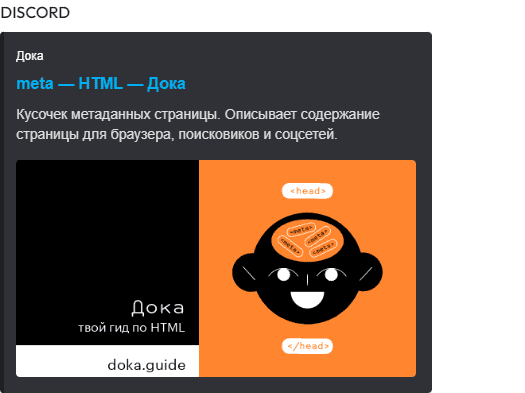 DISCORD
Дока
meta — HTML — Дока
Кусочек метаданных страницы. Описывает содержание
страницы для браузера, поисковиков и соцсетей.
<head>
<meta>
<meta>
<meta>
<meta>
Дока
твой гид по HTML
</head>
doka.guide